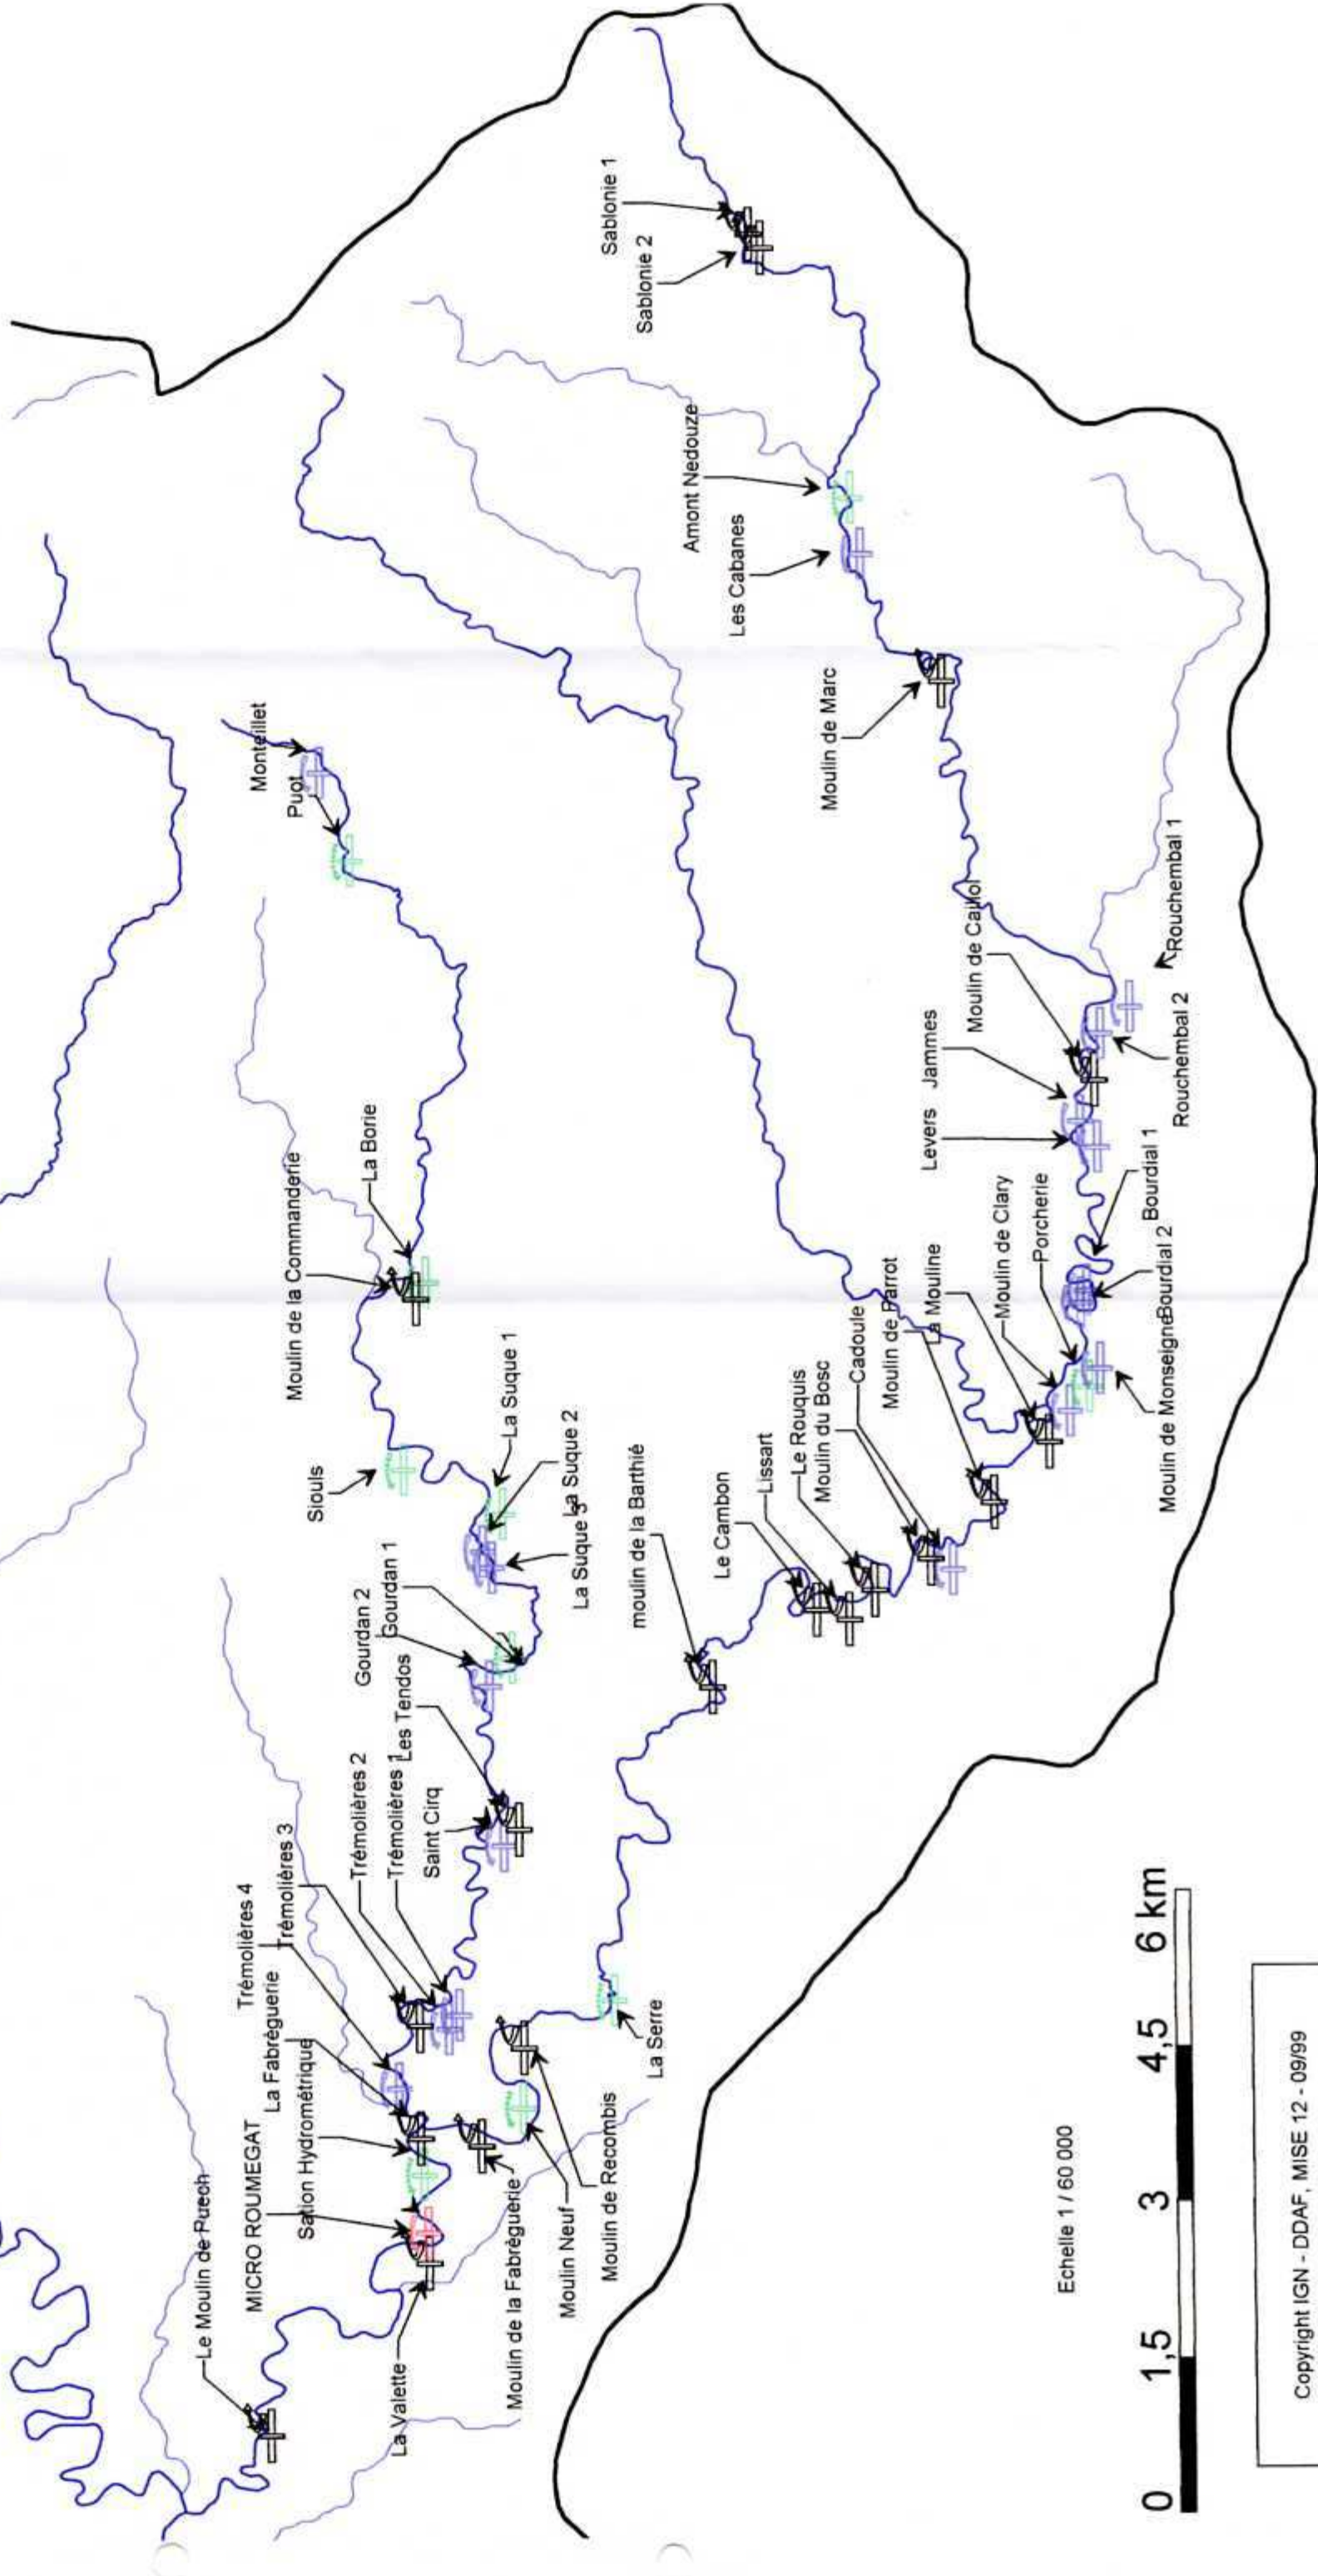 Sablonie 1
Sablonie 2
Amont Nedouze
Les Cabanes
Moulin de Marc
Monteillet
Puot
Moulin de Caillol
Rouchembal 1
Rouchembal 2
Jammes
Levers
Moulin de la Commanderie
La Borie
Bourdial 1
Bourdial 2
Moulin de Monseigne
Porcherie
Moulin de Clary
La Mouline
Moulin de Parrot
Cadoule
Moulin du Bosc
Le Rouquis
Lissart
Le Cambon
moulin de la Barthié
Siouls
La Suque 1
La Suque 2
La Suque 3
Gourdan 1
Gourdan 2
Les Tendos
Saint Cirq
Trémolières 1
Trémolières 2
Trémolières 3
Trémolières 4
La Fabrèguerie
Sation Hydrométrique
MICRO ROUMEGAT
Le Moulin de Puech
La Valette
Moulin de la Fabrèguerie
Moulin Neuf
Moulin de Recombis
La Serre
Echelle 1 / 60 000
0 1,5 3 4,5 6 km
Copyright IGN - DDAF, MISE 12 - 09/99